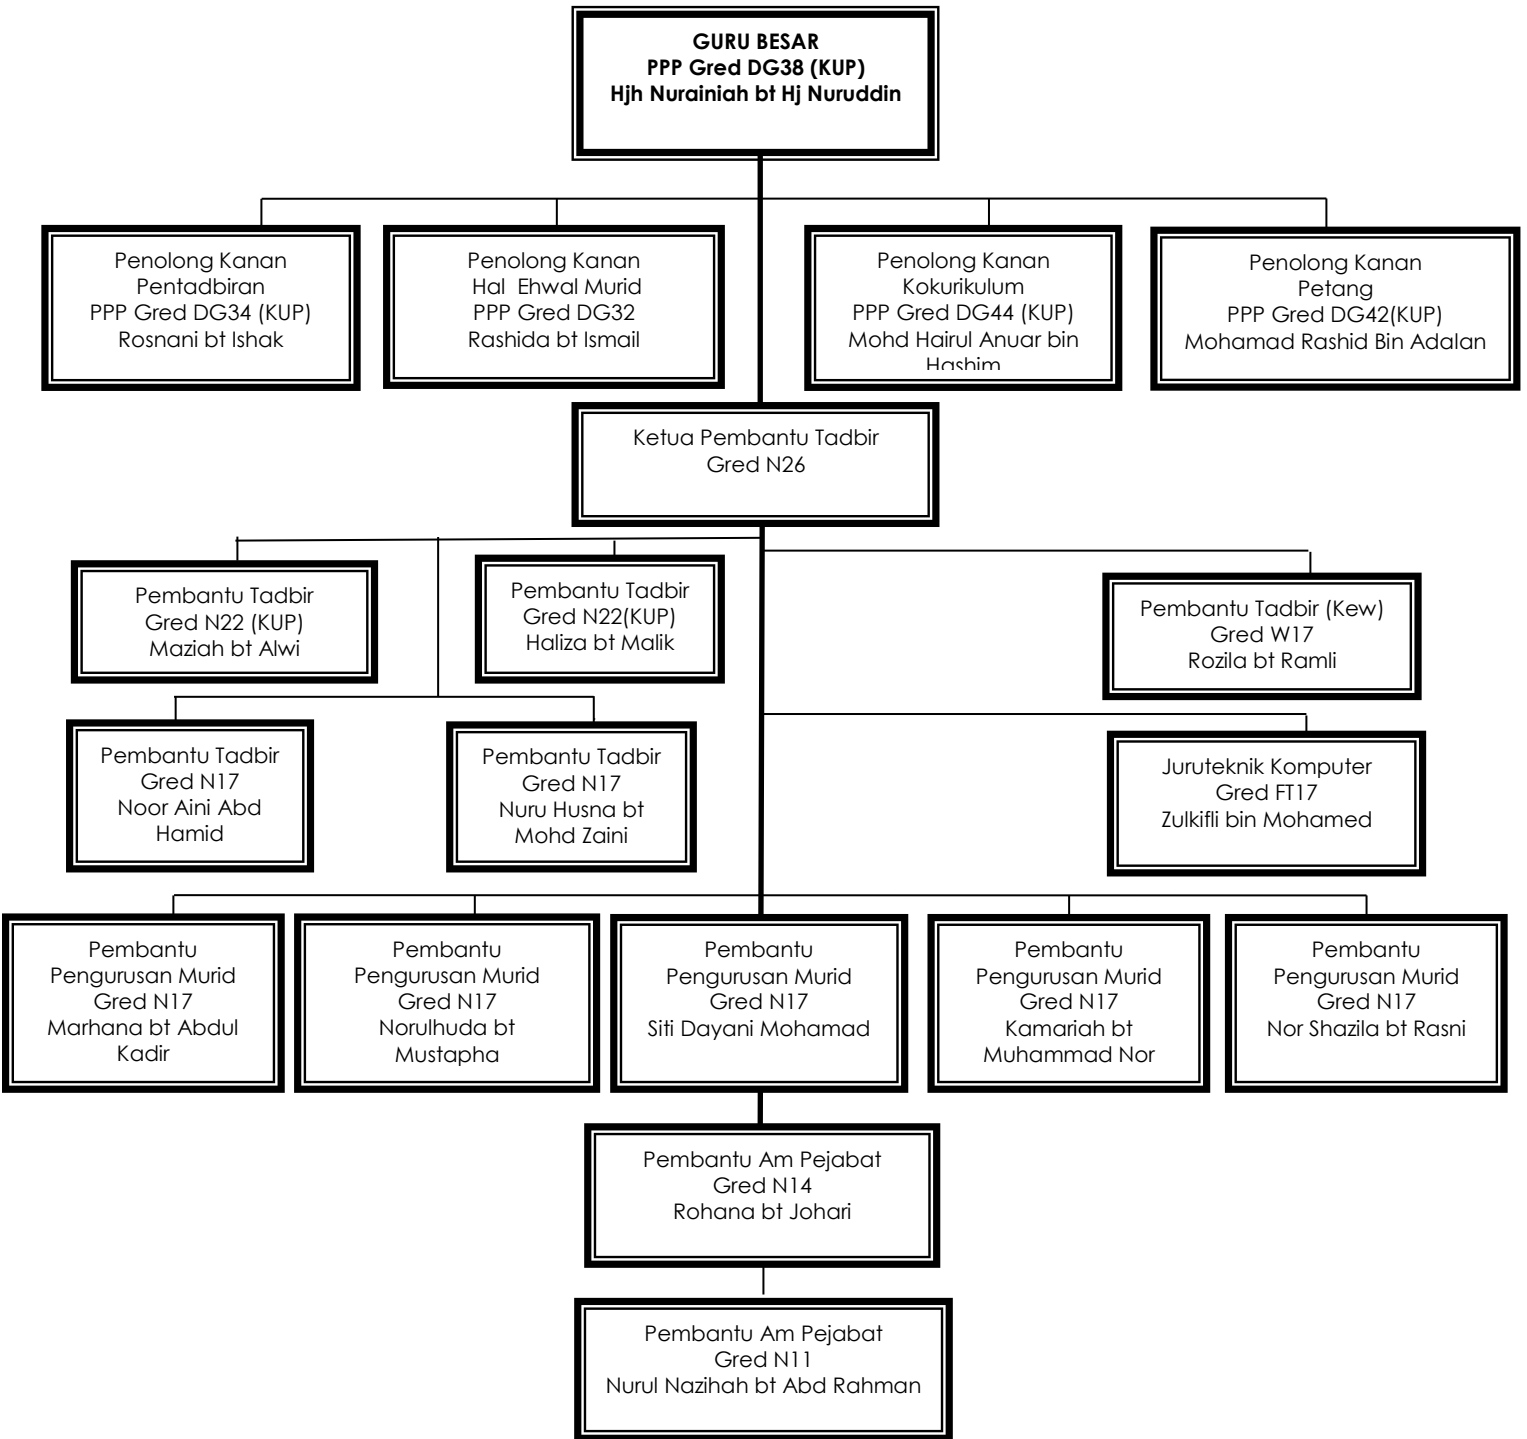 GURU BESAR
PPP Gred DG38 (KUP)
Hjh Nurainiah bt Hj Nuruddin
Penolong Kanan
Pentadbiran
PPP Gred DG34 (KUP)
Rosnani bt Ishak
Penolong Kanan
Hal Ehwal Murid
PPP Gred DG32
Rashida bt Ismail
Penolong Kanan
Kokurikulum
PPP Gred DG44 (KUP)
Mohd Hairul Anuar bin
Hashim
Penolong Kanan
Petang
PPP Gred DG42(KUP)
Mohamad Rashid Bin Adalan
Ketua Pembantu Tadbir
Gred N26
Pembantu Tadbir
Gred N22 (KUP)
Maziah bt Alwi
Pembantu Tadbir
Gred N22(KUP)
Haliza bt Malik
Pembantu Tadbir (Kew)
Gred W17
Rozila bt Ramli
Pembantu Tadbir
Gred N17
Noor Aini Abd
Hamid
Pembantu Tadbir
Gred N17
Nuru Husna bt
Mohd Zaini
Juruteknik Komputer
Gred FT17
Zulkifli bin Mohamed
Pembantu
Pengurusan Murid
Gred N17
Marhana bt Abdul
Kadir
Pembantu
Pengurusan Murid
Gred N17
Norulhuda bt
Mustapha
Pembantu
Pengurusan Murid
Gred N17
Siti Dayani Mohamad
Pembantu
Pengurusan Murid
Gred N17
Kamariah bt
Muhammad Nor
Pembantu
Pengurusan Murid
Gred N17
Nor Shazila bt Rasni
Pembantu Am Pejabat
Gred N14
Rohana bt Johari
Pembantu Am Pejabat
Gred N11
Nurul Nazihah bt Abd Rahman